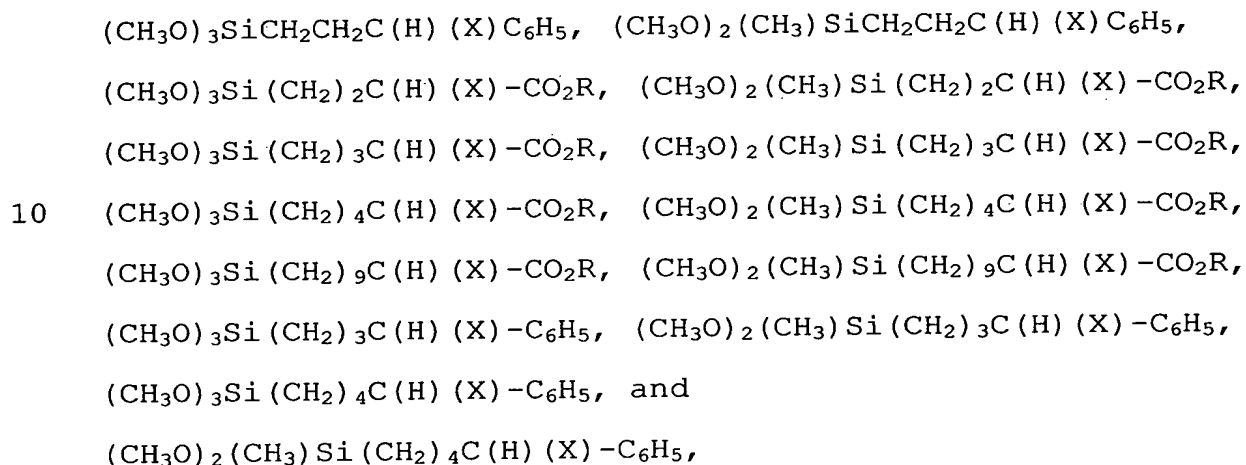 (CH₃O)₃SiCH₂CH₂C(H)(X)C₆H₅, (CH₃O)₂(CH₃)SiCH₂CH₂C(H)(X)C₆H₅,
(CH₃O)₃Si(CH₂)₂C(H)(X)-CO₂R, (CH₃O)₂(CH₃)Si(CH₂)₂C(H)(X)-CO₂R,
(CH₃O)₃Si(CH₂)₃C(H)(X)-CO₂R, (CH₃O)₂(CH₃)Si(CH₂)₃C(H)(X)-CO₂R,
10 (CH₃O)₃Si(CH₂)₄C(H)(X)-CO₂R, (CH₃O)₂(CH₃)Si(CH₂)₄C(H)(X)-CO₂R,
(CH₃O)₃Si(CH₂)₉C(H)(X)-CO₂R, (CH₃O)₂(CH₃)Si(CH₂)₉C(H)(X)-CO₂R,
(CH₃O)₃Si(CH₂)₃C(H)(X)-C₆H₅, (CH₃O)₂(CH₃)Si(CH₂)₃C(H)(X)-C₆H₅,
(CH₃O)₃Si(CH₂)₄C(H)(X)-C₆H₅, and
(CH₃O)₂(CH₃)Si(CH₂)₄C(H)(X)-C₆H₅,